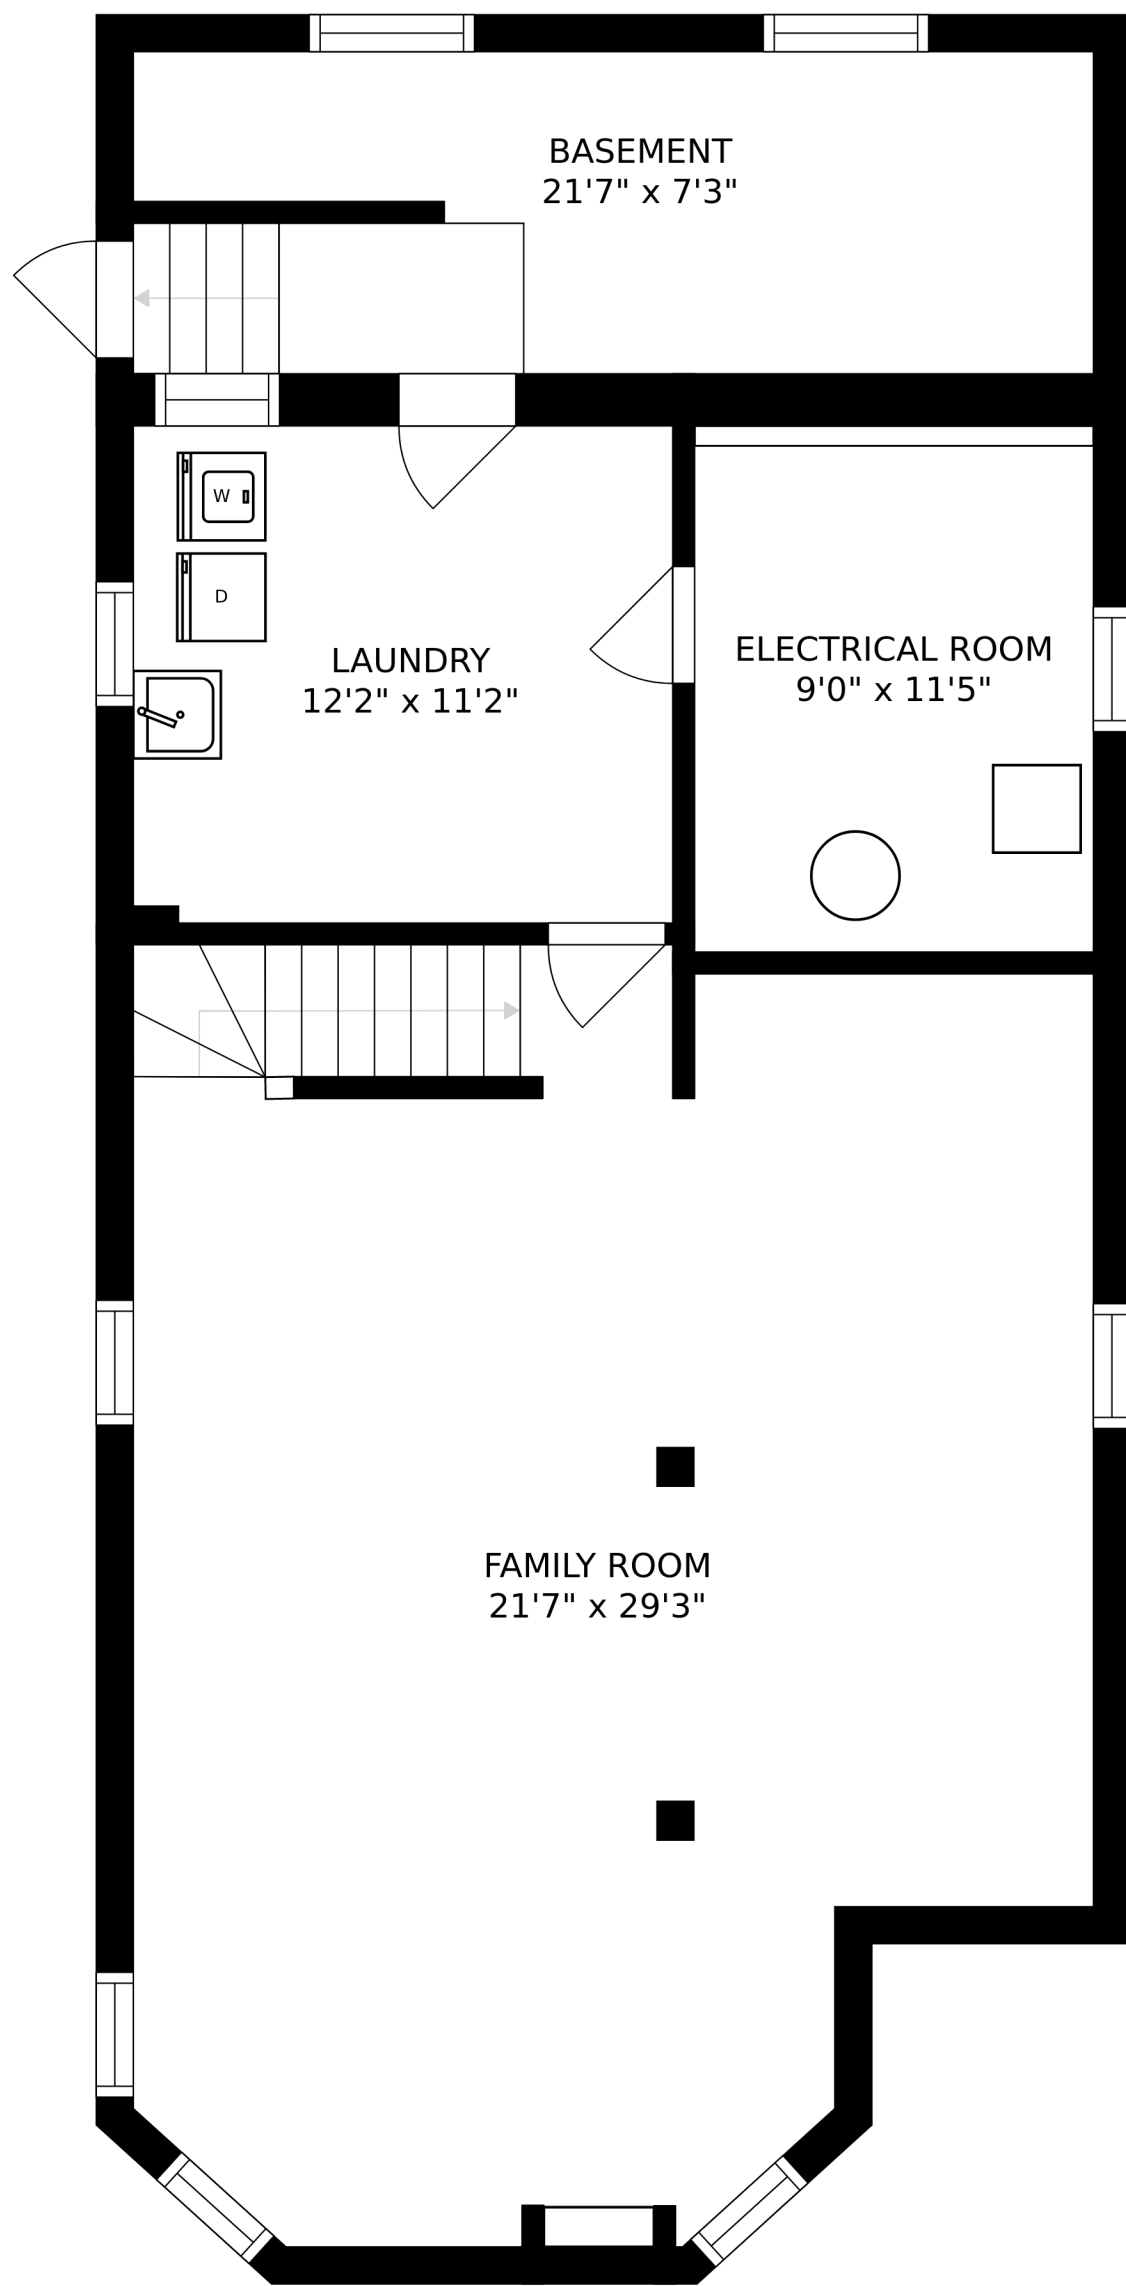 BASEMENT
21'7" x 7'3"
W
D
LAUNDRY
12'2" x 11'2"
ELECTRICAL ROOM
9'0" x 11'5"
FAMILY ROOM
21'7" x 29'3"